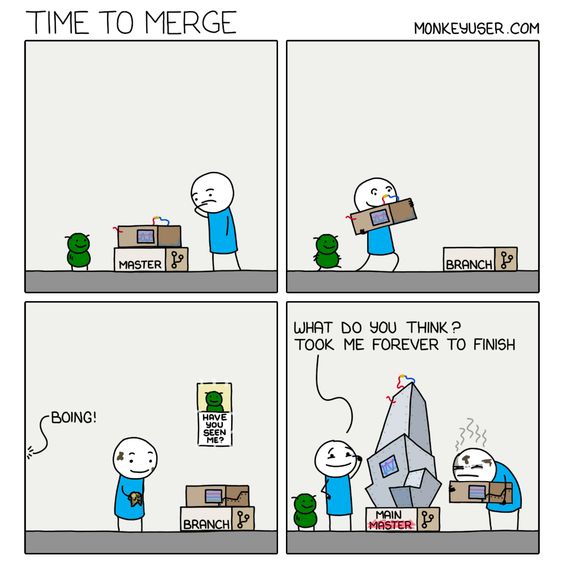 TIME TO MERGE
MONKEYUSER.COM
MASTER
BRANCH
BOING!
HAVE
YOU
SEEN
ME?
BRANCH
WHAT DO YOU THINK?
TOOK ME FOREVER TO FINISH
MAIN
MASTER